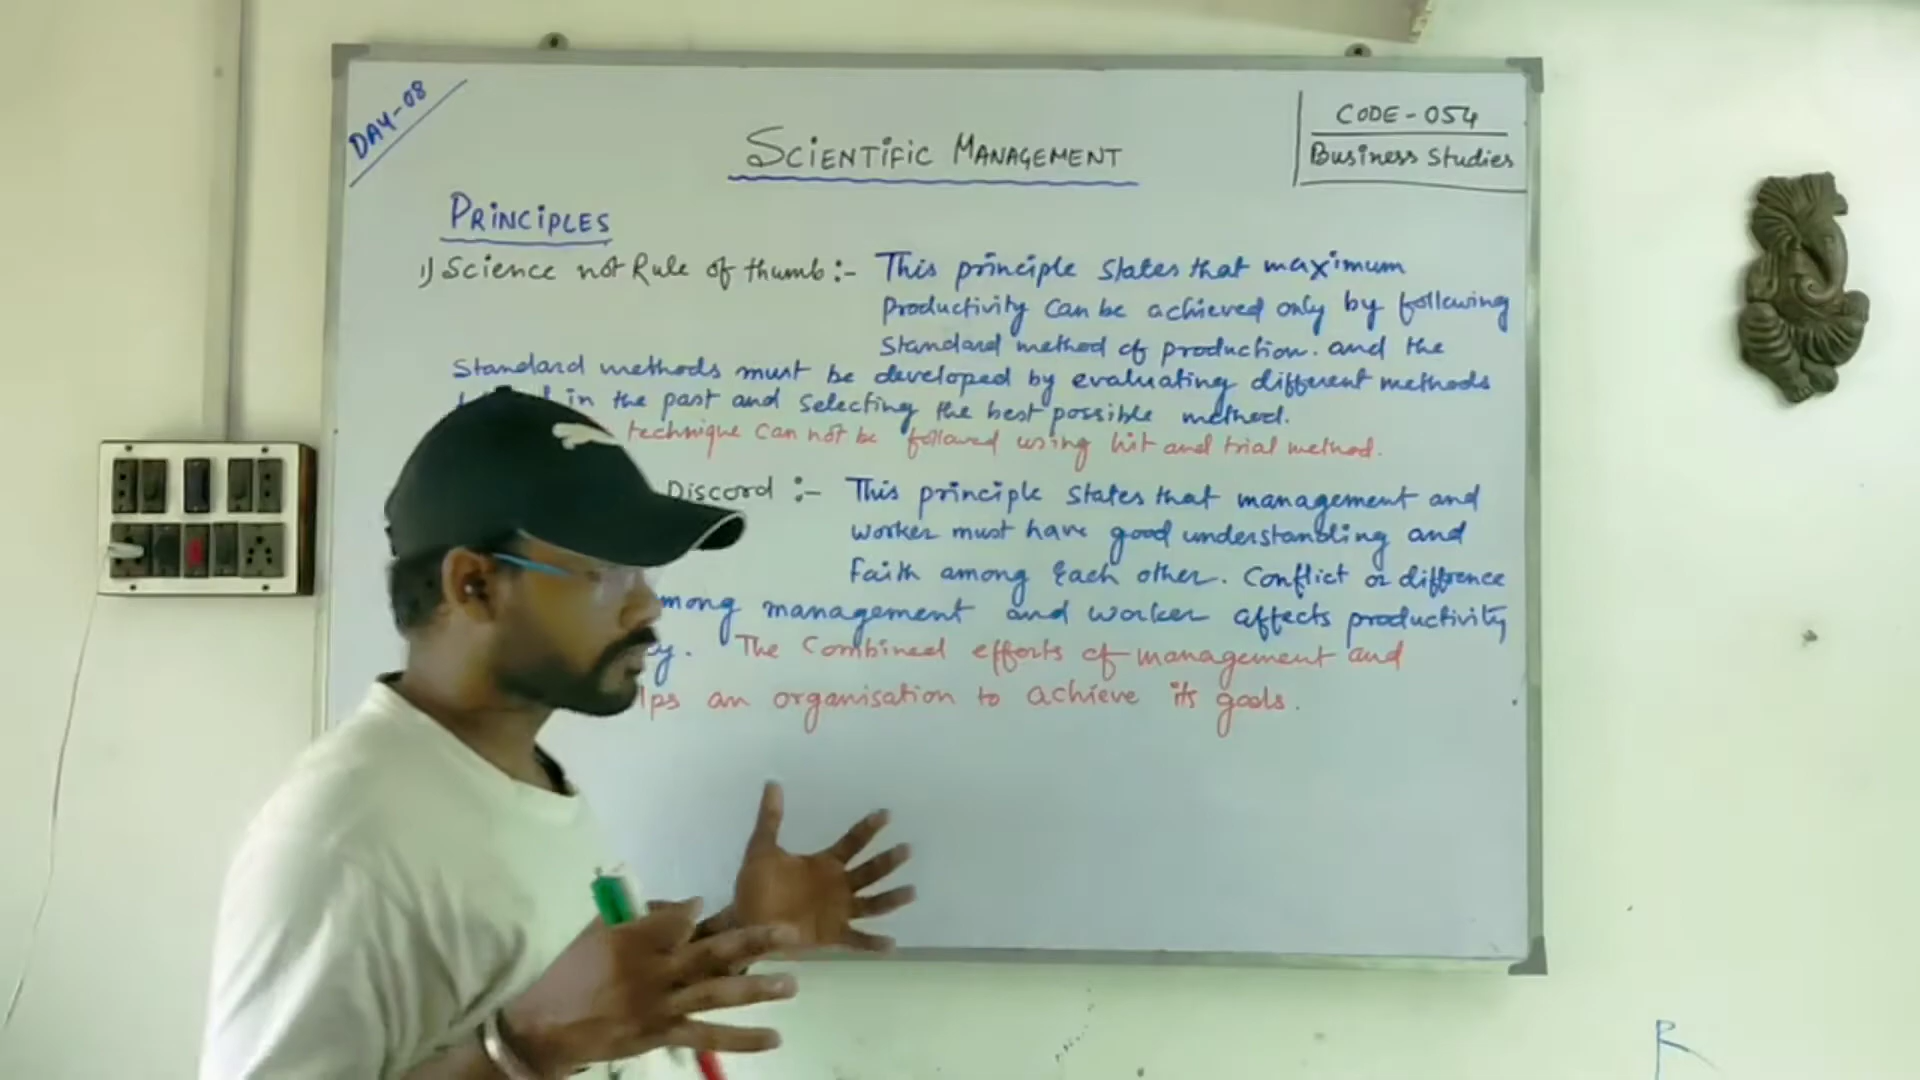 DAY-08
SCIENTIFIC MANAGEMENT
CODE-054
Business Studies
PRINCIPLES
1) Science not Rule of thumb :- This principle states that maximum
Productivity can be achieved only by following
Standard method of production. and the
Standard methods must be developed by evaluating different methods
in the past and selecting the best possible method.
technique can not be followed using hit and trial method.
Discord :- This principle states that management and
worker must have good understanding and
Faith among Each other. Conflict or diffrence
mong management and worker affects productivity
The Combined efforts of management and
lps an organisation to achieve its goals.
R